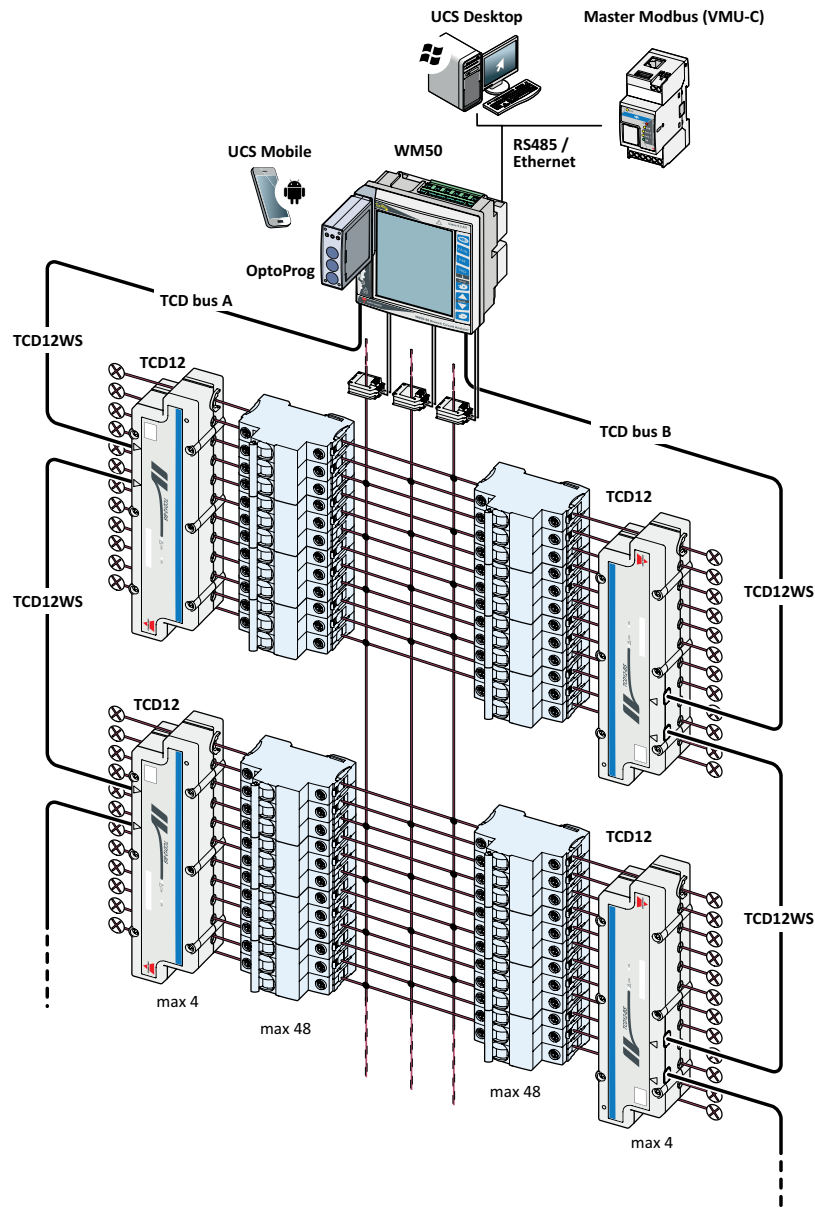 UCS Desktop
Master Modbus (VMU-C)
RS485 /
Ethernet
UCS Mobile
WM50
OptoProg
TCD bus A
TCD12WS
TCD12
TCD bus B
TCD12
TCD12WS
TCD12WS
TCD12
TCD12
TCD12WS
max 4
max 48
max 48
max 4